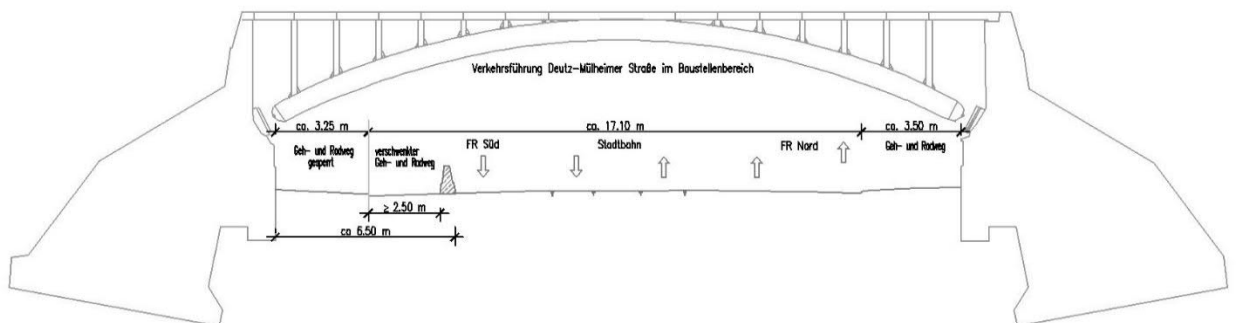 Verkehrsführung Deutz-Mülheimer Straße im Baustellenbereich
ca. 3.25 m
ca. 17.10 m
ca. 3.50 m
Geh- und Radweg
gesperrt
verschwenkter
Geh- und Radweg
FR Süd
Stadtbahn
FR Nord
Geh- und Radweg
≥ 2.50 m
ca 6.50 m